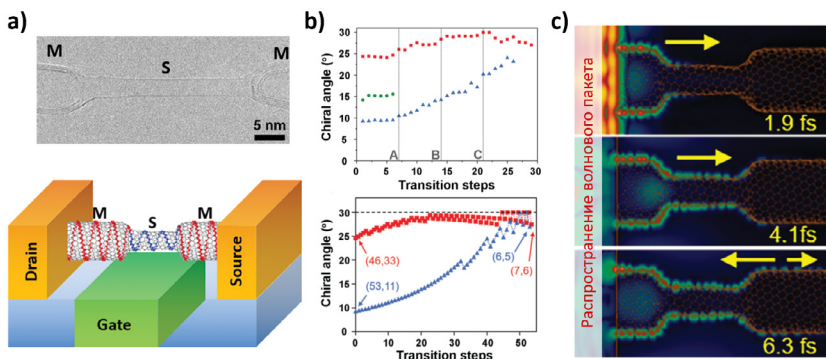 a)
M
S
M
5 nm
M
S
M
Drain
Source
Gate
b)
Chiral angle (°)
30
25
20
15
10
5
0
A
B
C
0
5
10
15
20
25
30
Transition steps
Chiral angle (°)
30
25
20
15
10
5
0
(46,33)
(53,11)
(6,5)
(7,6)
0
10
20
30
40
50
Transition steps
c)
Распространение волнового пакета
1.9 fs
4.1fs
6.3 fs